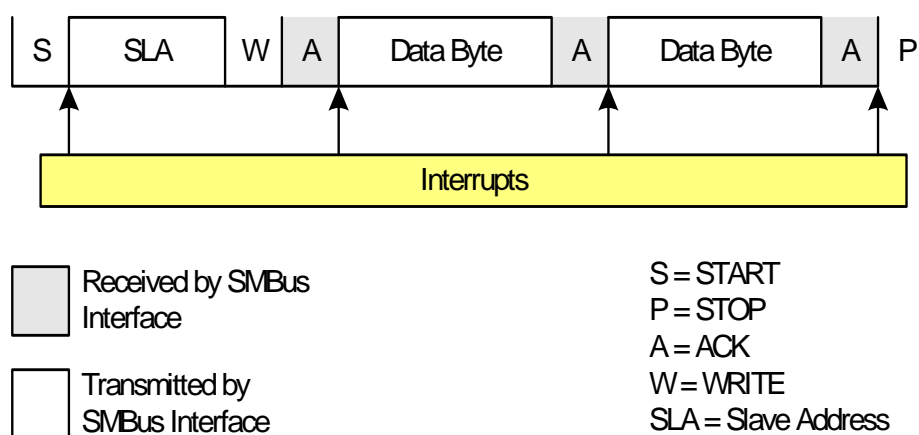 S SLA W A Data Byte A Data Byte A P
Interrupts
Received by SMBus
Interface
Transmitted by
SMBus Interface
S = START
P = STOP
A = ACK
W = WRITE
SLA = Slave Address